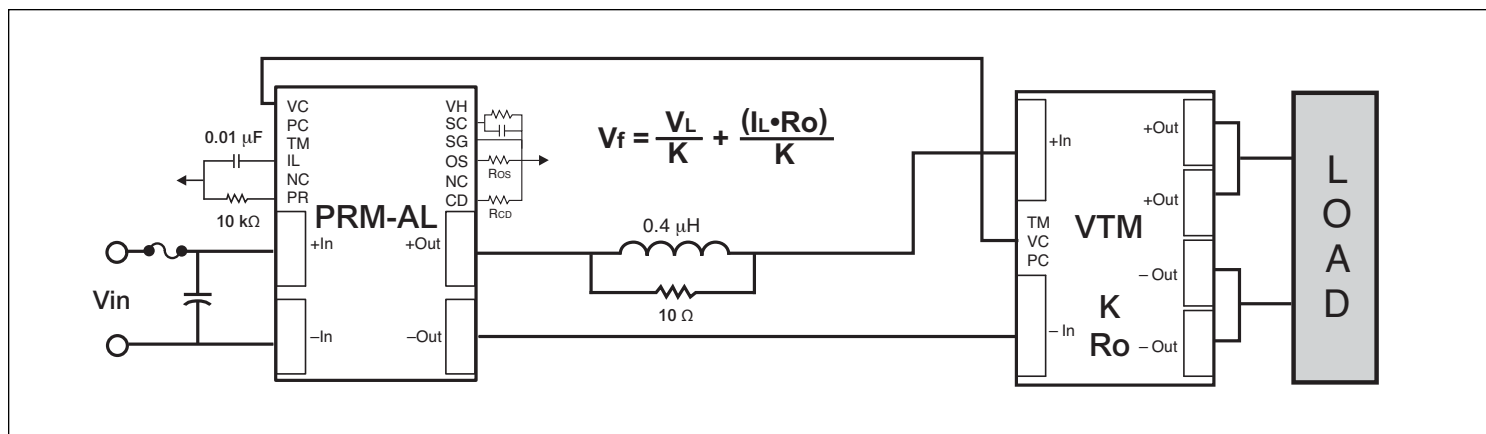 VC
PC
TM
IL
NC
PR
VH
SC
SG
OS
NC
CD
0.01 μF
10 kΩ
ROS
RCD
PRM-AL
+In
–In
+Out
–Out
Vin
Vf = VL/K + (IL•Ro)/K
0.4 μH
10 Ω
+In
TM
VC
PC
– In
VTM
K
Ro
+Out
+Out
– Out
– Out
LOAD